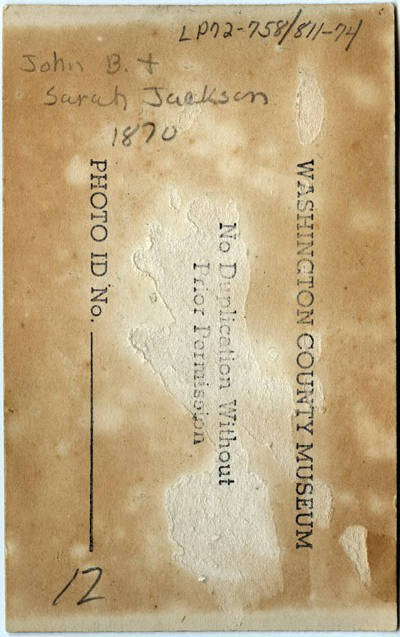 LP72-758/811-74
John B. +
Sarah Jackson
1870
WASHINGTON COUNTY MUSEUM
No Duplication Without
Prior Permission
PHOTO ID No.
12